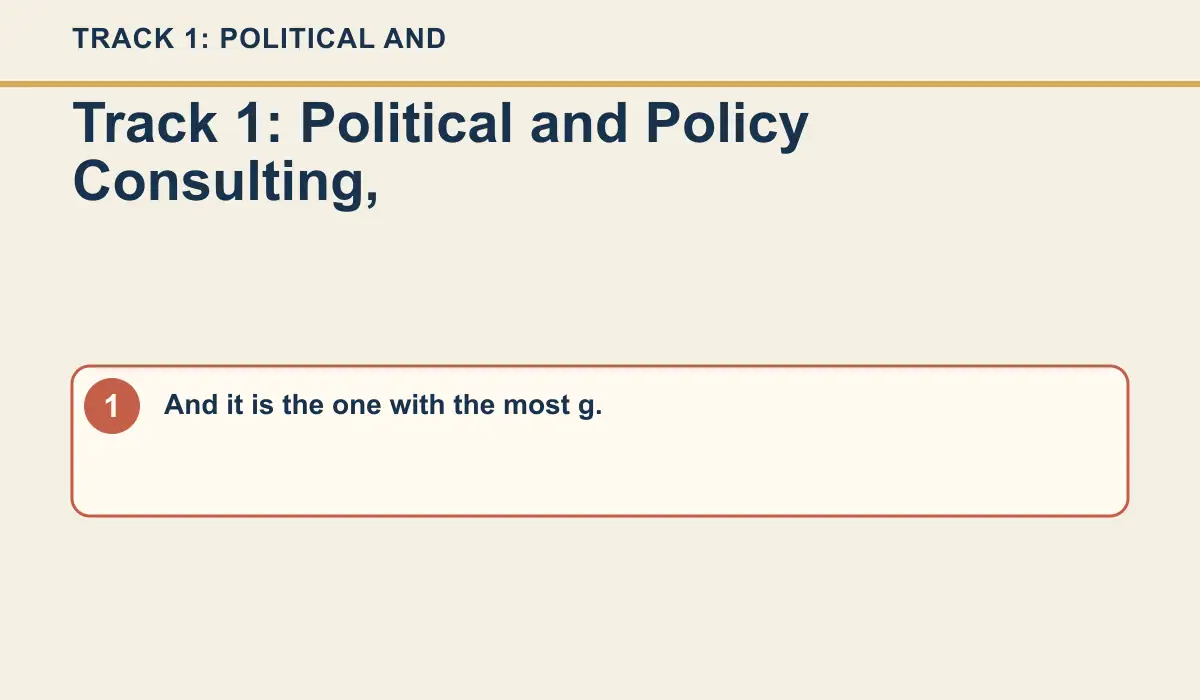 TRACK 1: POLITICAL AND
Track 1: Political and Policy
Consulting,
1 And it is the one with the most g.